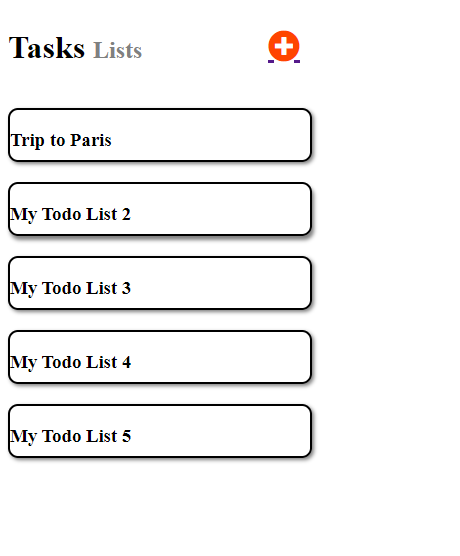 Tasks Lists
Trip to Paris
My Todo List 2
My Todo List 3
My Todo List 4
My Todo List 5